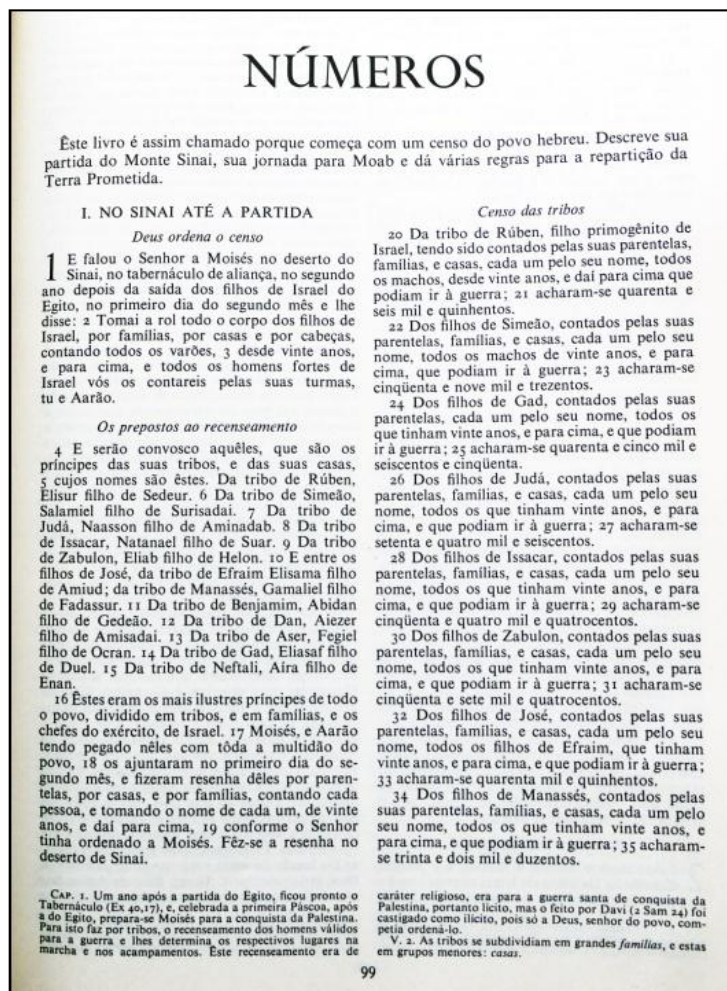 NÚMEROS
Êste livro é assim chamado porque começa com um censo do povo hebreu. Descreve sua
partida do Monte Sinai, sua jornada para Moab e dá várias regras para a repartição da
Terra Prometida.
I. NO SINAI ATÉ A PARTIDA
Deus ordena o censo
1 E falou o Senhor a Moisés no deserto do
Sinai, no tabernáculo de aliança, no segundo
ano depois da saída dos filhos de Israel do
Egito, no primeiro dia do segundo mês e lhe
disse: 2 Tomai a rol todo o corpo dos filhos de
Israel, por famílias, por casas e por cabeças,
contando todos os varões, 3 desde vinte anos,
e para cima, e todos os homens fortes de
Israel vós os contareis pelas suas turmas,
tu e Aarão.
Os prepostos ao recenseamento
4 E serão convosco aquêles, que são os
príncipes das suas tribos, e das suas casas,
5 cujos nomes são êstes. Da tribo de Rúben,
Elisur filho de Sedeur. 6 Da tribo de Simeão,
Salamiel filho de Surisadai. 7 Da tribo de
Judá, Naasson filho de Aminadab. 8 Da tribo
de Issacar, Natanael filho de Suar. 9 Da tribo
de Zabulon, Eliab filho de Helon. 10 E entre os
filhos de José, da tribo de Efraim Elisama filho
de Amiud; da tribo de Manassés, Gamaliel filho
de Fadassur. 11 Da tribo de Benjamim, Abidan
filho de Gedeão. 12 Da tribo de Dan, Aiezer
filho de Amisadai. 13 Da tribo de Aser, Fegiel
filho de Ocran. 14 Da tribo de Gad, Eliasaf filho
de Duel. 15 Da tribo de Neftali, Aíra filho de
Enan.
16 Êstes eram os mais ilustres príncipes de todo
o povo, dividido em tribos, e em famílias, e os
chefes do exército, de Israel. 17 Moisés, e Aarão
tendo pegado nêles com tôda a multidão do
povo, 18 os ajuntaram no primeiro dia do se-
gundo mês, e fizeram resenha dêles por paren-
telas, por casas, e por famílias, contando cada
pessoa, e tomando o nome de cada um, de vinte
anos, e daí para cima, 19 conforme o Senhor
tinha ordenado a Moisés. Fêz-se a resenha no
deserto de Sinai.
Censo das tribos
20 Da tribo de Rúben, filho primogênito de
Israel, tendo sido contados pelas suas parentelas,
famílias, e casas, cada um pelo seu nome, todos
os machos, desde vinte anos, e daí para cima que
podiam ir à guerra; 21 acharam-se quarenta e
seis mil e quinhentos.
22 Dos filhos de Simeão, contados pelas suas
parentelas, famílias, e casas, cada um pelo seu
nome, todos os machos de vinte anos, e para
cima, que podiam ir à guerra; 23 acharam-se
cinqüenta e nove mil e trezentos.
24 Dos filhos de Gad, contados pelas suas
parentelas, cada um pelo seu nome, todos os
que tinham vinte anos, e para cima, e que podiam
ir à guerra; 25 acharam-se quarenta e cinco mil e
seiscentos e cinqüenta.
26 Dos filhos de Judá, contados pelas suas
parentelas, famílias, e casas, cada um pelo seu
nome, todos os que tinham vinte anos, e para
cima, e que podiam ir à guerra; 27 acharam-se
setenta e quatro mil e seiscentos.
28 Dos filhos de Issacar, contados pelas suas
parentelas, famílias, e casas, cada um pelo seu
nome, todos os que tinham vinte anos, e para
cima, e que podiam ir à guerra; 29 acharam-se
cinqüenta e quatro mil e quatrocentos.
30 Dos filhos de Zabulon, contados pelas suas
parentelas, famílias, e casas, cada um pelo seu
nome, todos os que tinham vinte anos, e para
cima, e que podiam ir à guerra; 31 acharam-se
cinqüenta e sete mil e quatrocentos.
32 Dos filhos de José, contados pelas suas
parentelas, famílias, e casas, cada um pelo seu
nome, todos os filhos de Efraim, que tinham
vinte anos, e para cima, e que podiam ir à guerra;
33 acharam-se quarenta mil e quinhentos.
34 Dos filhos de Manassés, contados pelas
suas parentelas, famílias, e casas, cada um pelo
seu nome, todos os que tinham vinte anos, e
para cima, e que podiam ir à guerra; 35 acharam-
se trinta e dois mil e duzentos.
CAP. 1. Um ano após a partida do Egito, ficou pronto o
Tabernáculo (Ex 40,17), e, celebrada a primeira Páscoa, após
a do Egito, prepara-se Moisés para a conquista da Palestina.
Para isto faz por tribos, o recenseamento dos homens válidos
para a guerra e lhes determina os respectivos lugares na
marcha e nos acampamentos. Êste recenseamento era de
caráter religioso, era para a guerra santa de conquista da
Palestina, portanto lícito, mas o feito por Davi (2 Sam 24) foi
castigado como ilícito, pois só a Deus, senhor do povo, com-
petia ordená-lo.
V. 2. As tribos se subdividiam em grandes famílias, e estas
em grupos menores: casas.
99